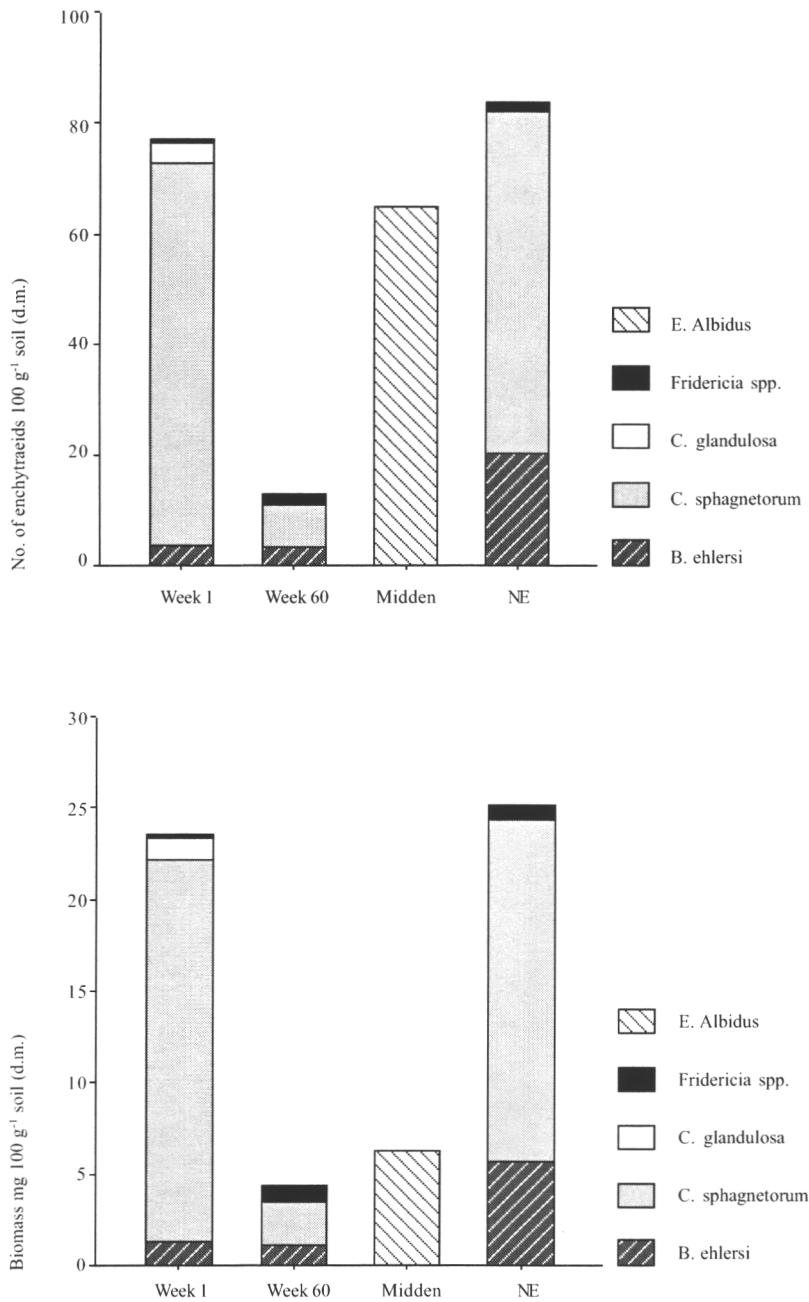 No. of enchytraeids 100 g⁻¹ soil (d.m.)
100
80
60
40
20
0
Week 1
Week 60
Midden
NE
E. Albidus
Fridericia spp.
C. glandulosa
C. sphagnetorum
B. ehlersi
Biomass mg 100 g⁻¹ soil (d.m.)
30
25
20
15
10
5
0
Week 1
Week 60
Midden
NE
E. Albidus
Fridericia spp.
C. glandulosa
C. sphagnetorum
B. ehlersi